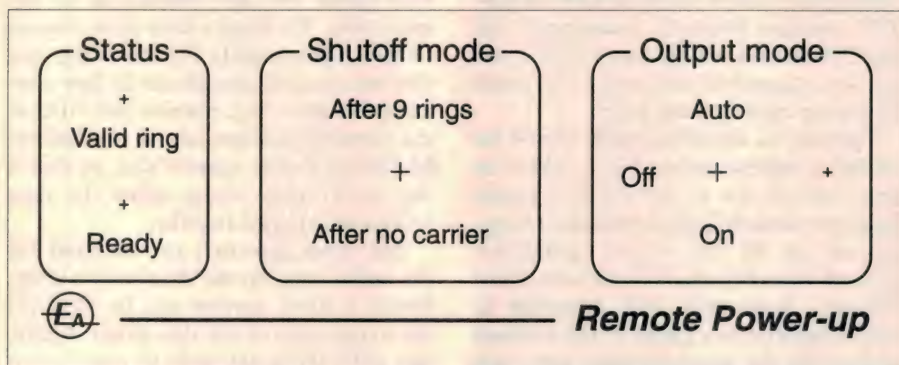 Status
+
Valid ring
+
Ready
Shutoff mode
After 9 rings
+
After no carrier
Output mode
Auto
Off + +
On
EA
Remote Power-up